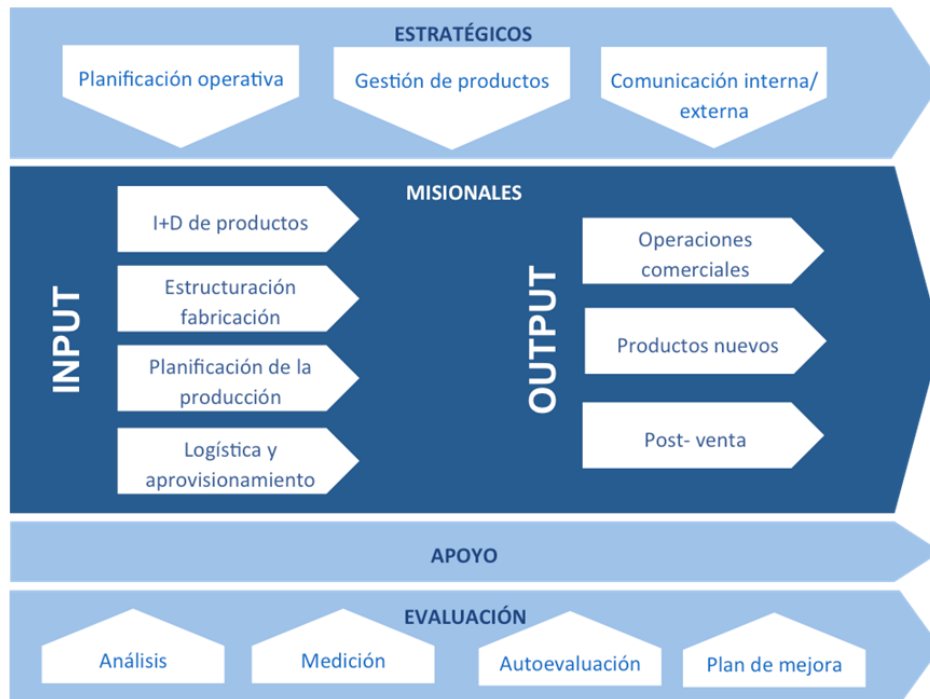 ESTRATÉGICOS
Planificación operativa
Gestión de productos
Comunicación interna/
externa
MISIONALES
INPUT
I+D de productos
Estructuración
fabricación
Planificación de la
producción
Logística y
aprovisionamiento
OUTPUT
Operaciones
comerciales
Productos nuevos
Post- venta
APOYO
EVALUACIÓN
Análisis
Medición
Autoevaluación
Plan de mejora